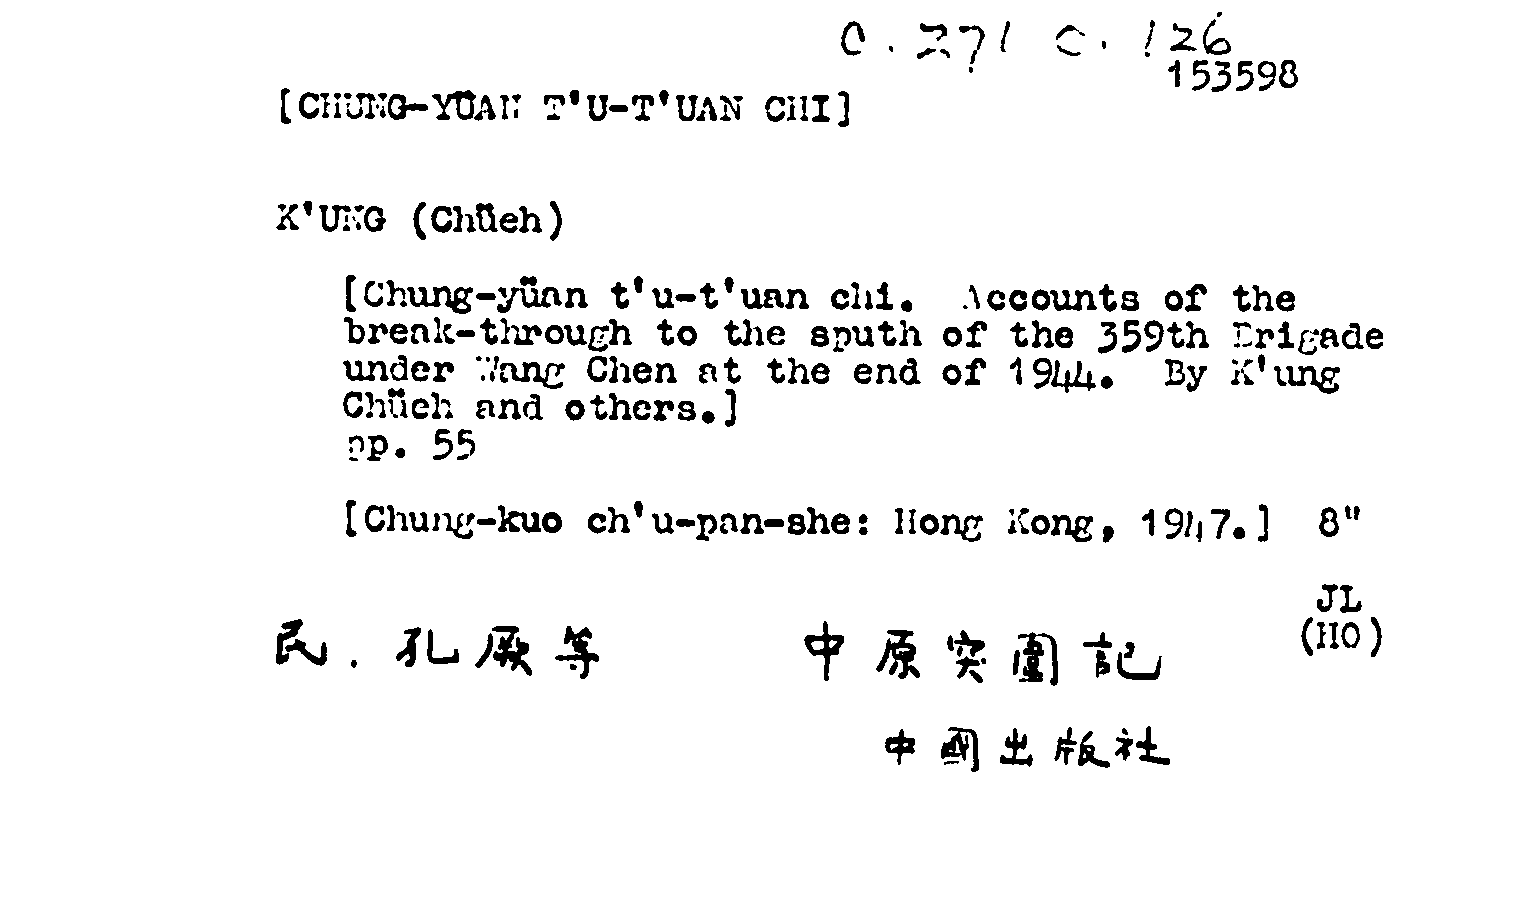 C. 271 C. 126
153598
[CHUNG-YÜAN T'U-T'UAN CHI]
K'UNG (Chüeh)
[Chung-yüan t'u-t'uan chi. Accounts of the
break-through to the sputh of the 359th Brigade
under Wang Chen at the end of 1944. By K'ung
Chüeh and others.]
pp. 55
[Chung-kuo ch'u-pan-she: Hong Kong, 1947.] 8"
JL
(HO)
民. 孔厥等 中原突圍記
中國出版社